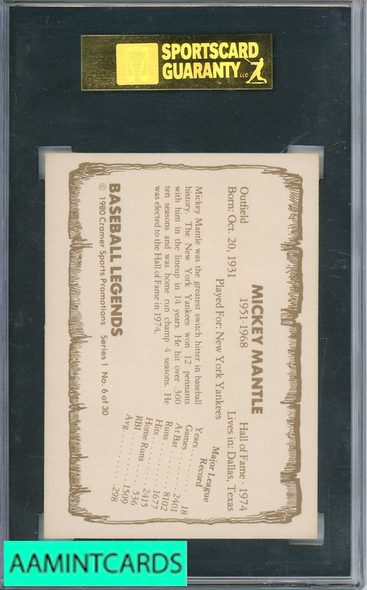 SPORTSCARD
GUARANTY LLC
MICKEY MANTLE
1951-1968
Outfield
Born: Oct. 20, 1931
Hall of Fame - 1974
Lives in: Dallas, Texas
Played For: New York Yankees
Mickey Mantle was the greatest switch hitter in baseball
history. The New York Yankees won 12 pennants
with him in the lineup in 14 years. He hit over .300
ten seasons and was home run champ 4 seasons. He
was elected to the Hall of Fame in 1974.
Major League
Record
Years 18
Games 2401
At Bat 8102
Runs 1677
Hits 2415
Home Runs 536
RBI 1509
Avg. .298
BASEBALL LEGENDS
© 1980 Cramer Sports Promotions Series 1 No. 6 of 30
AAMINTCARDS